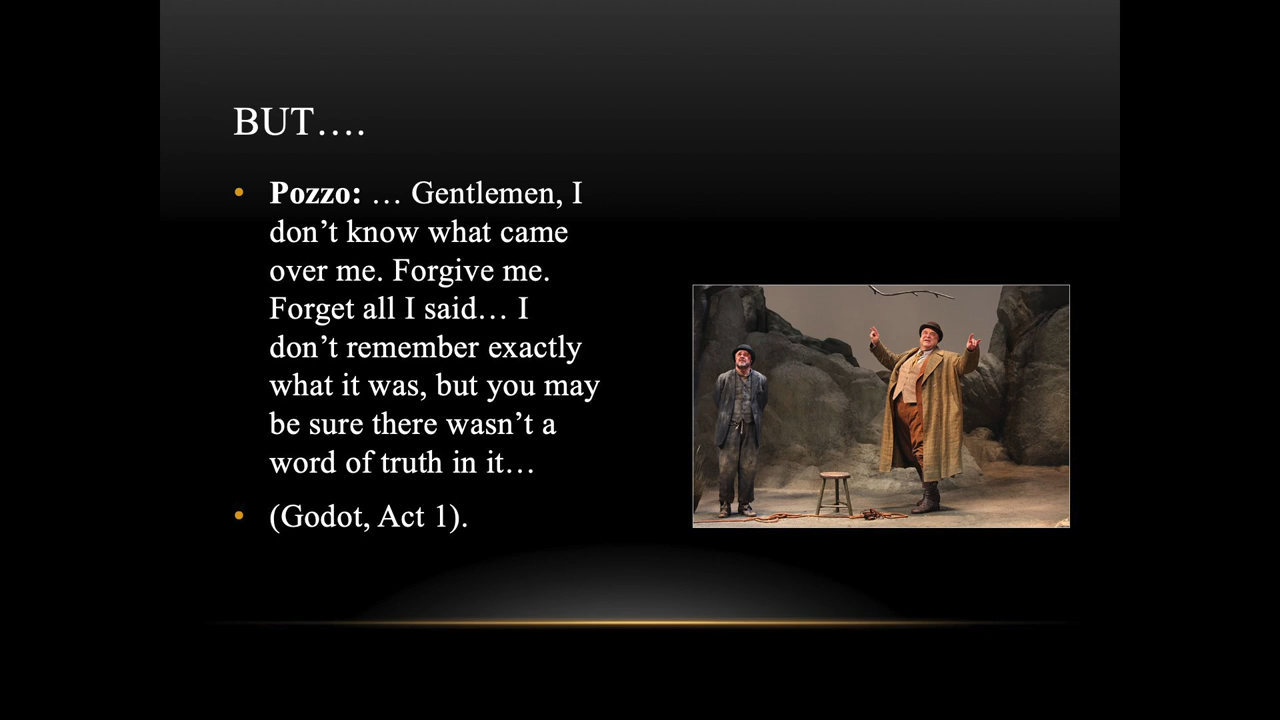 BUT….
• Pozzo: … Gentlemen, I
don’t know what came
over me. Forgive me.
Forget all I said… I
don’t remember exactly
what it was, but you may
be sure there wasn’t a
word of truth in it…
• (Godot, Act 1).